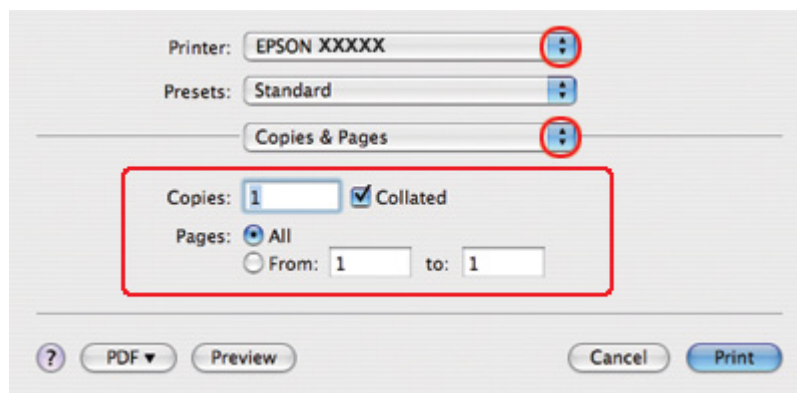 Printer: EPSON XXXXX
Presets: Standard
Copies & Pages
Copies: 1 Collated
Pages: All
From: 1 to: 1
? PDF▼ Preview Cancel Print